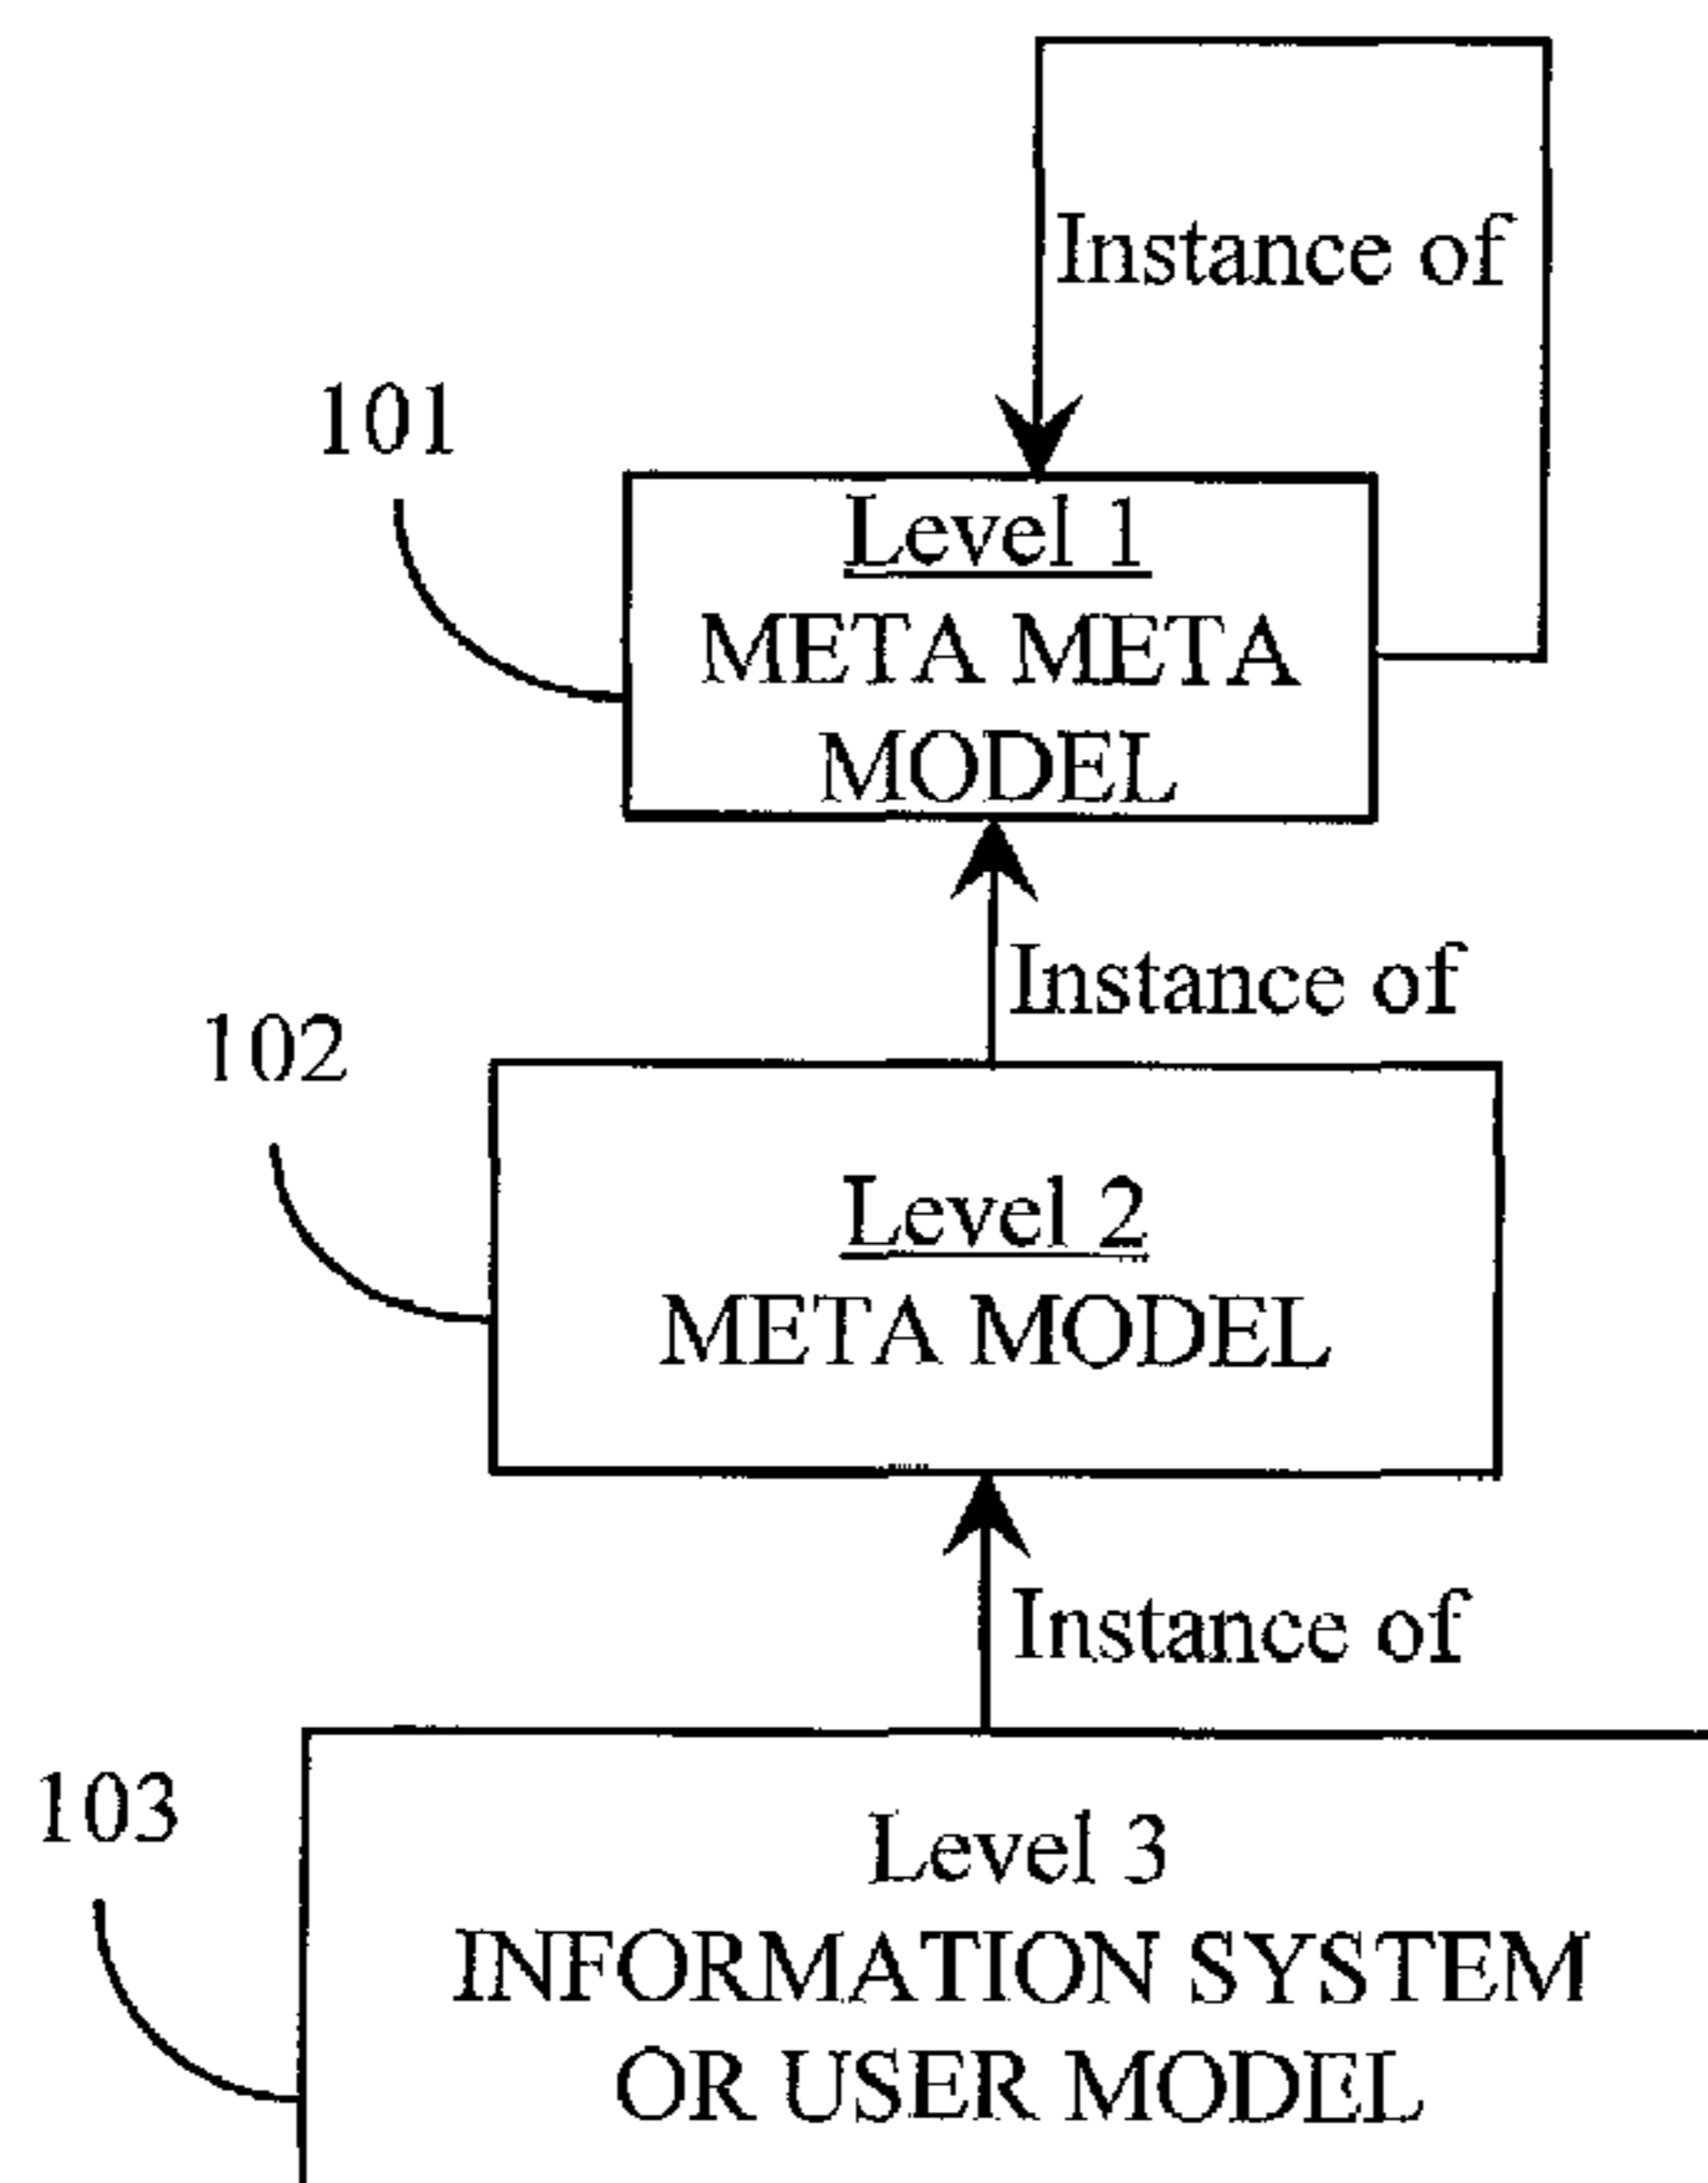 Instance of
101
Level 1
META META
MODEL
Instance of
102
Level 2
META MODEL
Instance of
103
Level 3
INFORMATION SYSTEM
OR USER MODEL